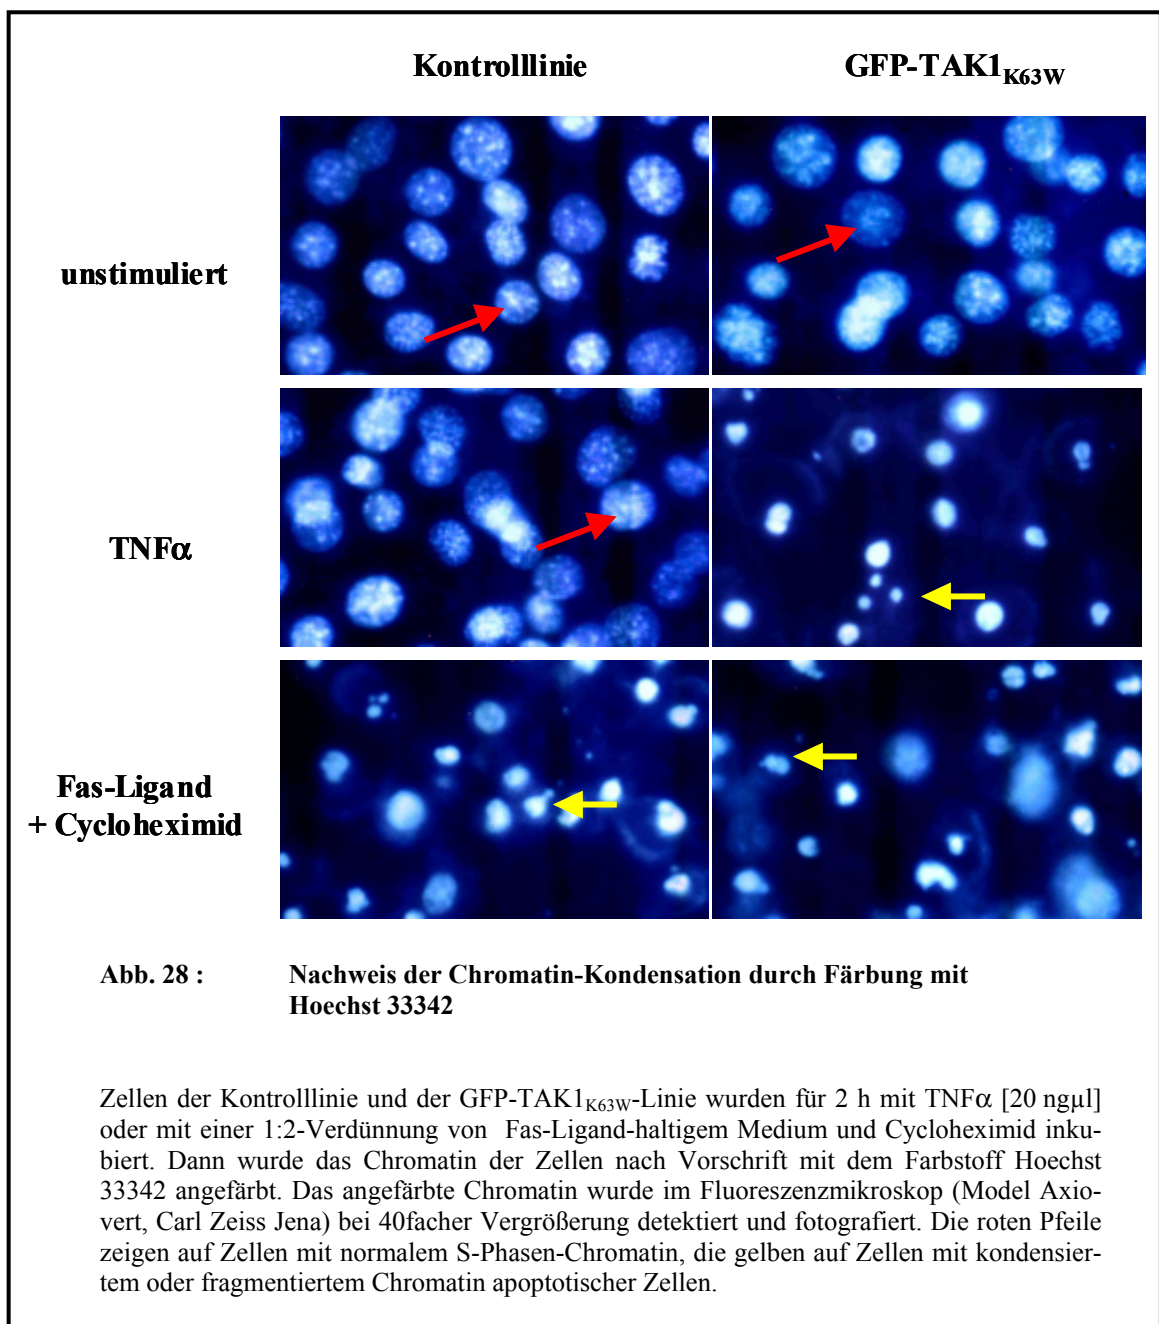 Kontrolllinie GFP-TAK1K63W
unstimuliert
TNFα
Fas-Ligand
+ Cycloheximid
Abb. 28 : Nachweis der Chromatin-Kondensation durch Färbung mit
Hoechst 33342
Zellen der Kontrolllinie und der GFP-TAK1K63W-Linie wurden für 2 h mit TNFα [20 ngµl]
oder mit einer 1:2-Verdünnung von Fas-Ligand-haltigem Medium und Cycloheximid inku-
biert. Dann wurde das Chromatin der Zellen nach Vorschrift mit dem Farbstoff Hoechst
33342 angefärbt. Das angefärbte Chromatin wurde im Fluoreszenzmikroskop (Model Axio-
vert, Carl Zeiss Jena) bei 40facher Vergrößerung detektiert und fotografiert. Die roten Pfeile
zeigen auf Zellen mit normalem S-Phasen-Chromatin, die gelben auf Zellen mit kondensier-
tem oder fragmentiertem Chromatin apoptotischer Zellen.